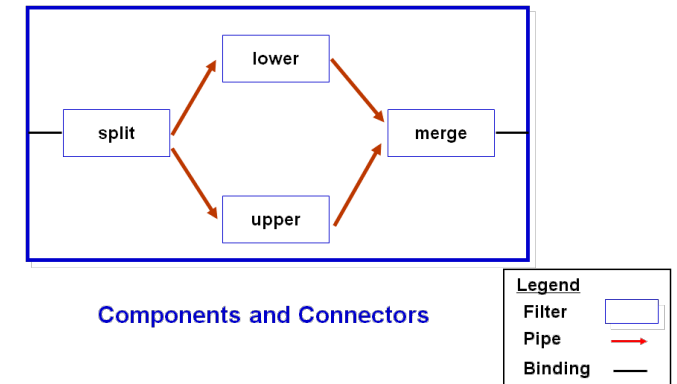 lower
split
merge
upper
Components and Connectors
Legend
Filter
Pipe
Binding